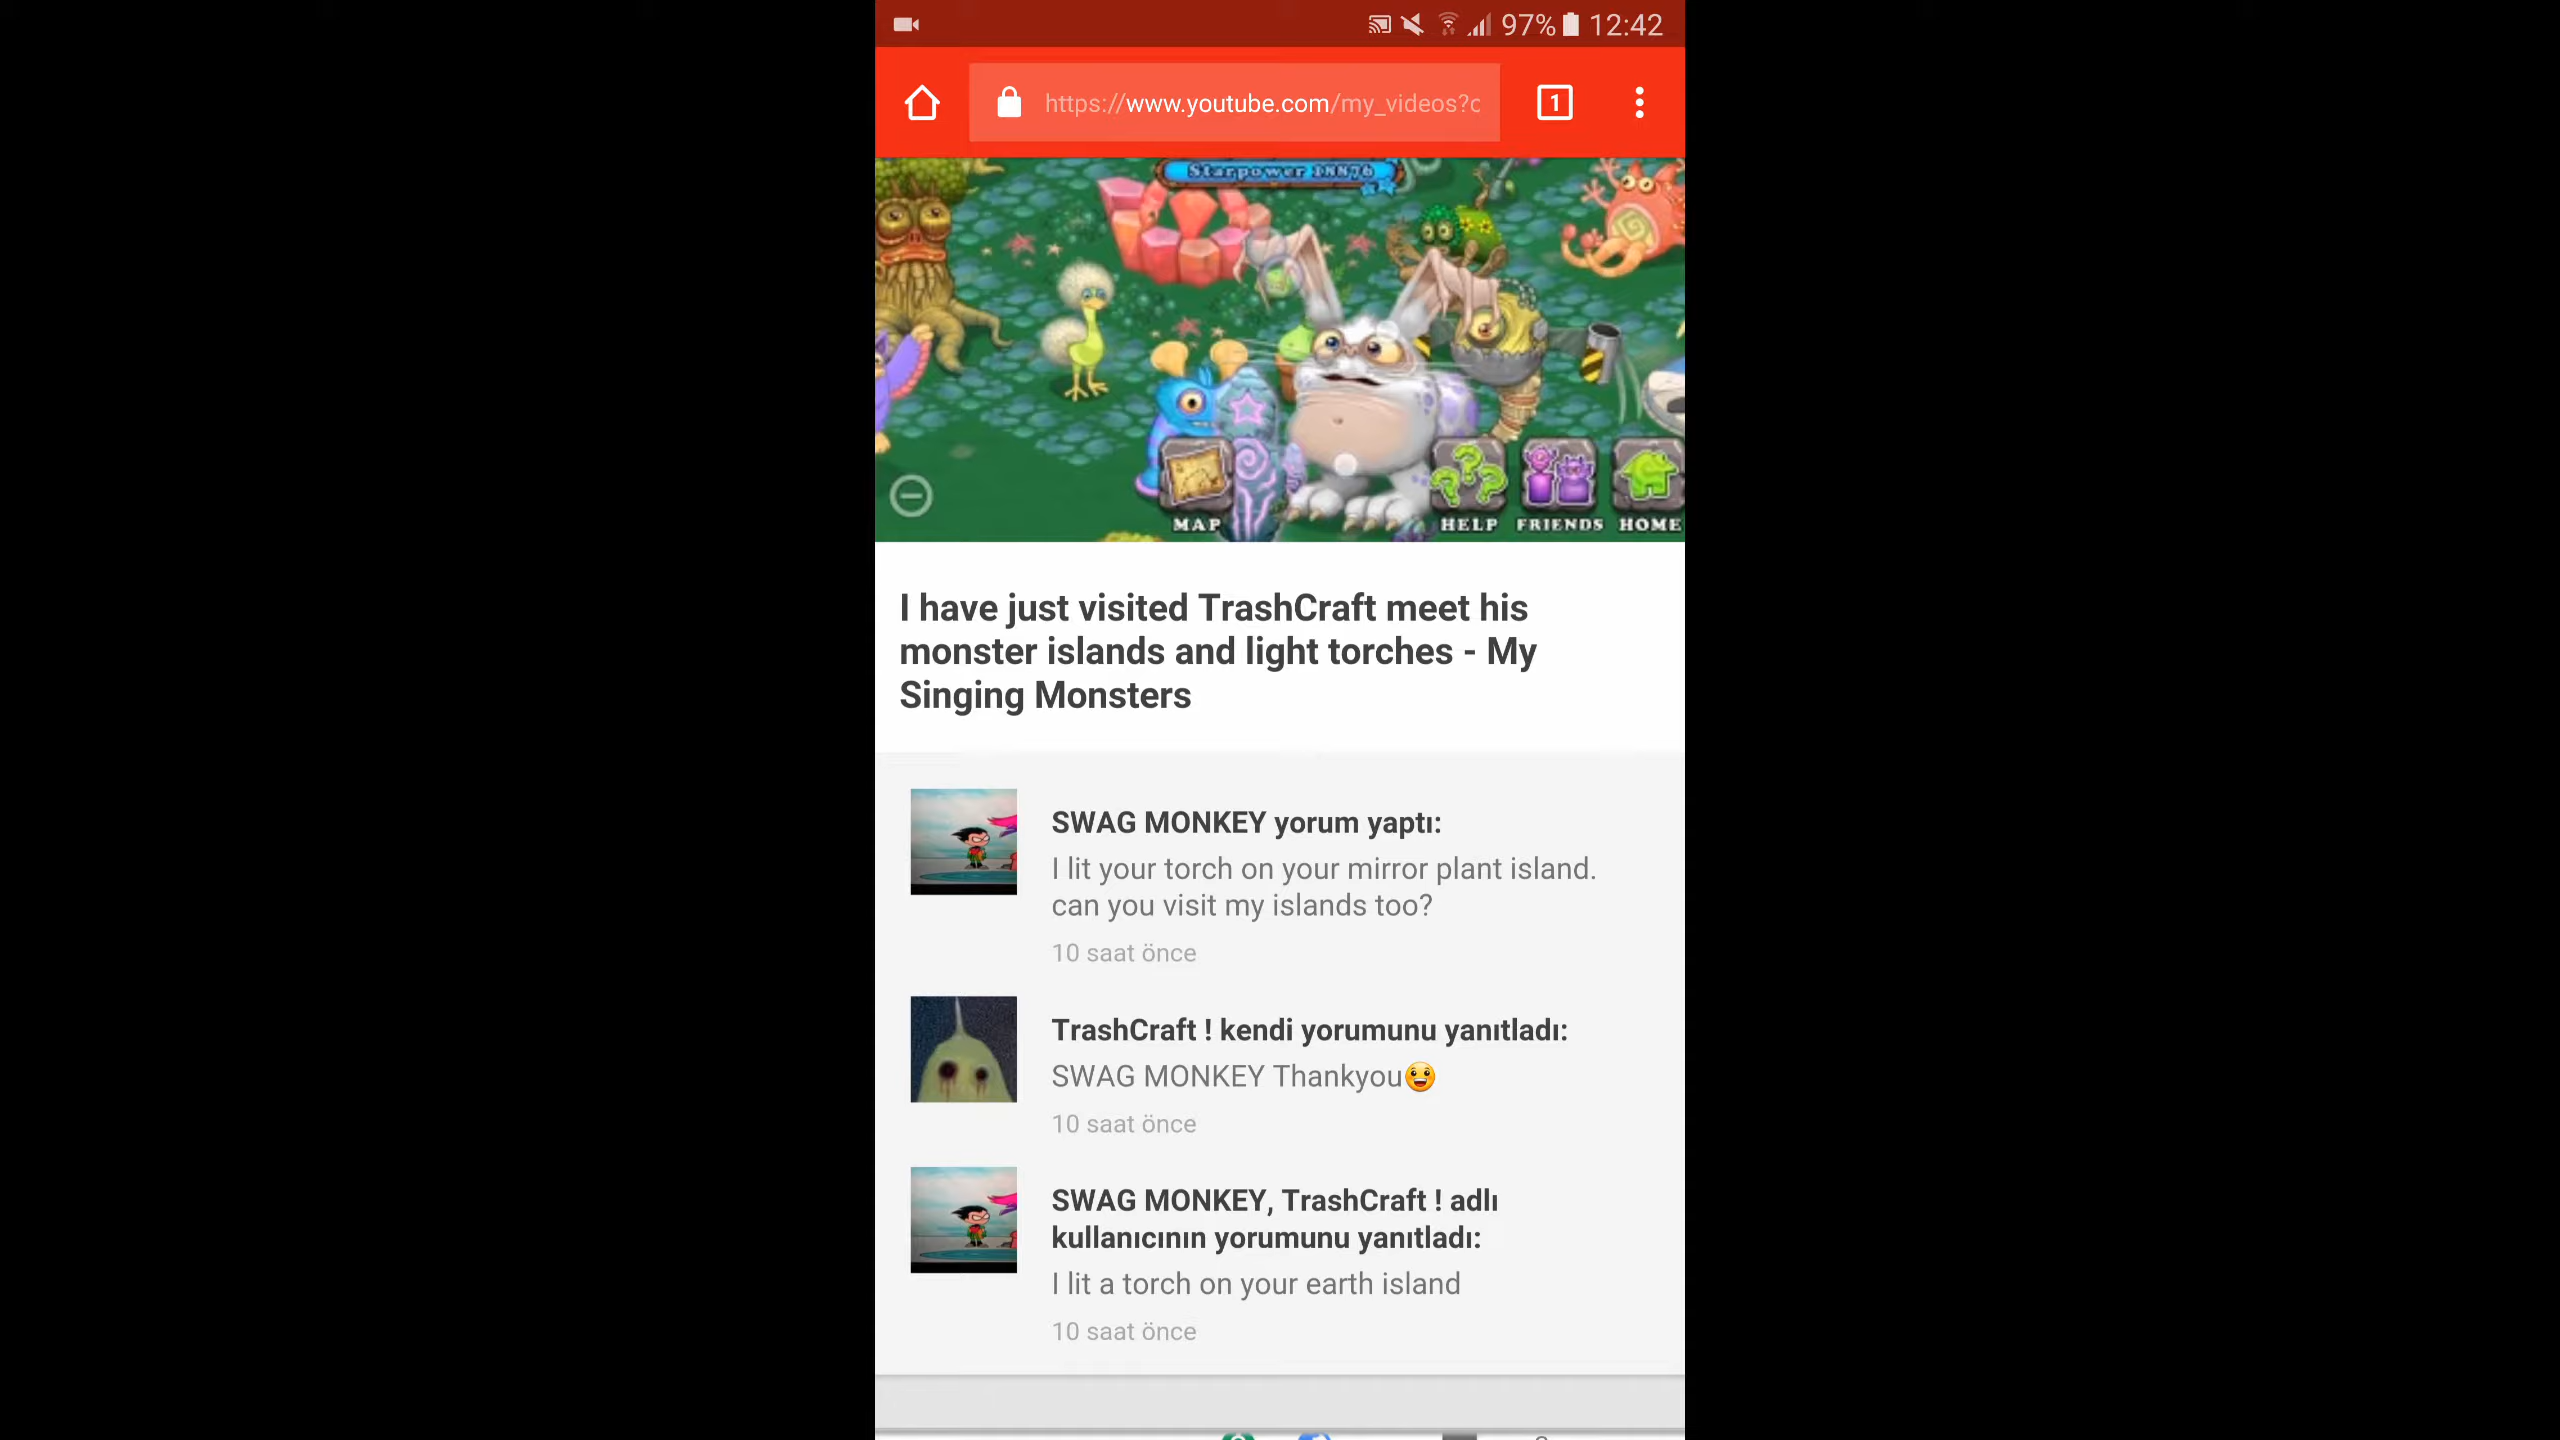 97% 12:42
https://www.youtube.com/my_videos?c
1
Starpower 18876
MAP HELP FRIENDS HOME
I have just visited TrashCraft meet his
monster islands and light torches - My
Singing Monsters
SWAG MONKEY yorum yaptı:
I lit your torch on your mirror plant island.
can you visit my islands too?
10 saat önce
TrashCraft ! kendi yorumunu yanıtladı:
SWAG MONKEY Thankyou😀
10 saat önce
SWAG MONKEY, TrashCraft ! adlı
kullanıcının yorumunu yanıtladı:
I lit a torch on your earth island
10 saat önce